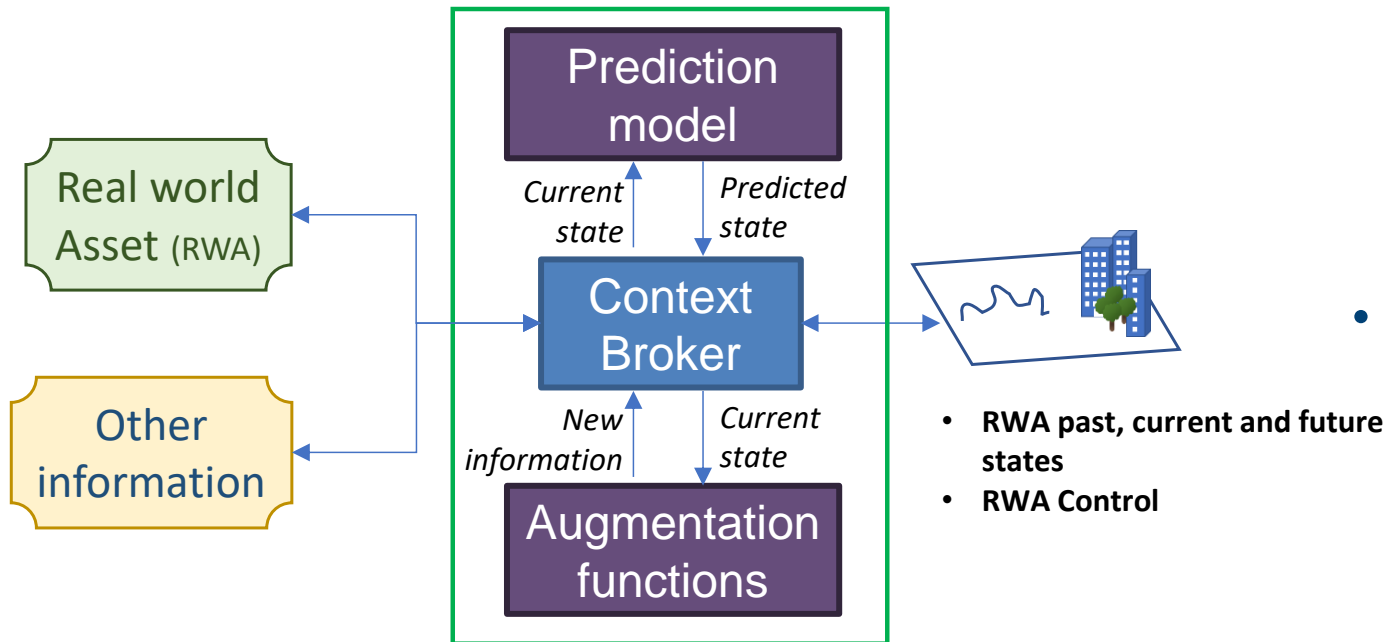 Prediction
model
Real world
Asset (RWA)
Current
state
Predicted
state
Context
Broker
Other
information
New
information
Current
state
• RWA past, current and future
states
• RWA Control
•
Augmentation
functions